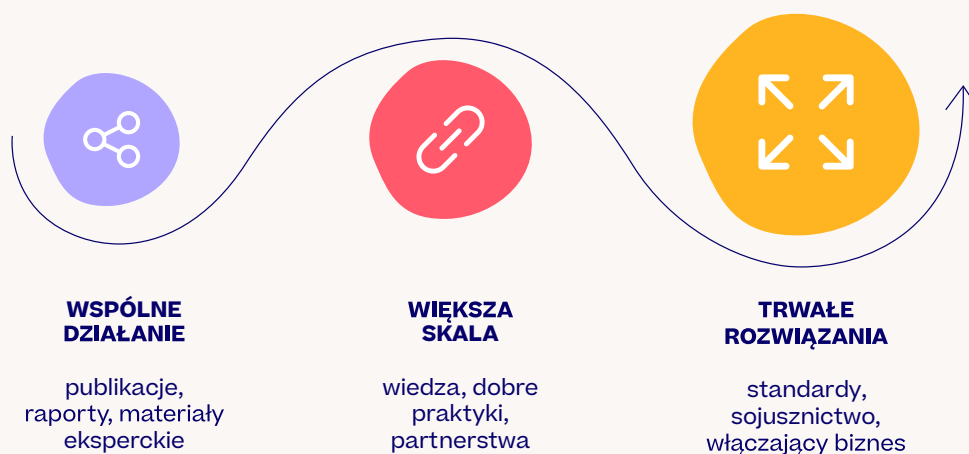 WSPÓLNE
DZIAŁANIE
publikacje,
raporty, materiały
eksperckie
WIĘKSZA
SKALA
wiedza, dobre
praktyki,
partnerstwa
TRWAŁE
ROZWIĄZANIA
standardy,
sojusznictwo,
włączający biznes